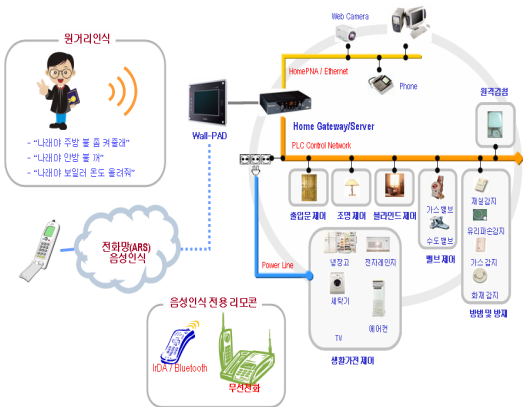 원거리인식
- "나래야 주방 불 좀 켜줄래"
- "나래야 안방 불 꺼"
- "나래야 보일러 온도 올려줘"
Wall-PAD
Web Camera
HomePNA / Ethernet
Phone
Home Gateway/Server
PLC Control Network
원격검침
출입문 제어
조명 제어
블라인드 제어
가스 밸브
수도 밸브
밸브 제어
재실감지
유리파손감지
가스 감지
화재 감지
방범 및 방재
Power Line
냉장고
전자레인지
세탁기
에어컨
TV
생활가전 제어
전화망(ARS)
음성인식
음성인식 전용 리모콘
IrDA / Bluetooth
무선전화